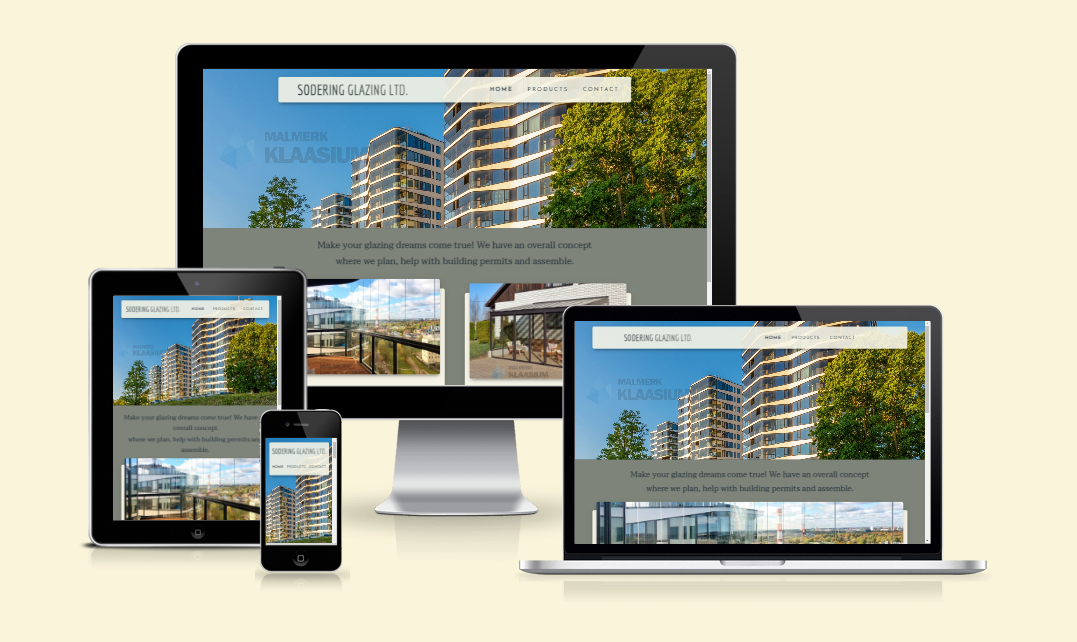 SODERING GLAZING LTD.
HOME PRODUCTS CONTACT
MALMERK
KLAASIUM
Make your glazing dreams come true! We have an overall concept
where we plan, help with building permits and assemble.
MALMERK
KLAASIUM
SODERING GLAZING LTD.
HOME PRODUCTS CONTACT
MALMERK
KLAASIUM
Make your glazing dreams come true! We have
overall concept
where we plan, help with building permits and
assemble.
SODERING GLAZING LTD.
HOME PRODUCTS CONTACT
SODERING GLAZING LTD.
HOME PRODUCTS CONTACT
MALMERK
KLAASIUM
Make your glazing dreams come true! We have an overall concept
where we plan, help with building permits and assemble.